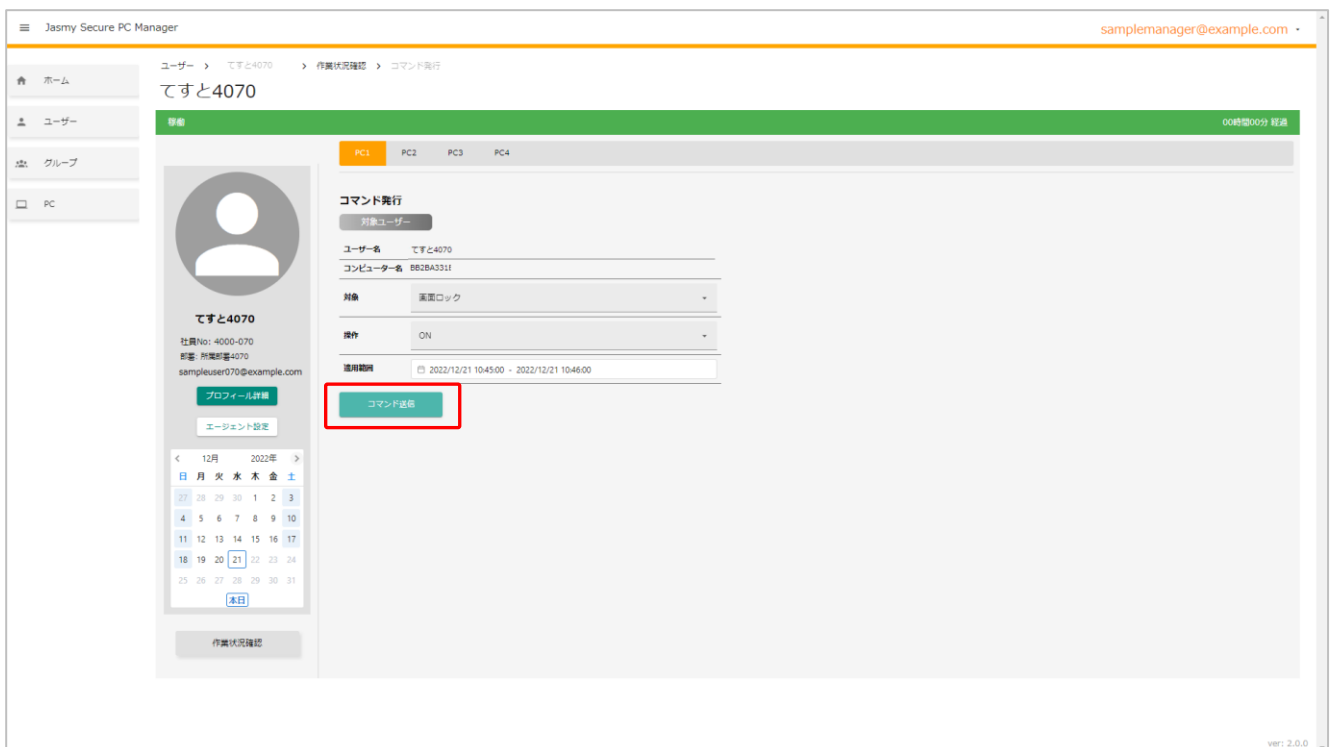 Jasmy Secure PC Manager
samplemanager@example.com
ホーム
ユーザー
グループ
PC
ユーザー > てすと4070 > 作業状況確認 > コマンド発行
てすと4070
稼働
00時間00分 経過
PC1 PC2 PC3 PC4
てすと4070
社員No: 4000-070
部署: 所属部署4070
sampleuser070@example.com
プロフィール詳細
エージェント設定
< 12月 2022年 >
日 月 火 水 木 金 土
27 28 29 30 1 2 3
4 5 6 7 8 9 10
11 12 13 14 15 16 17
18 19 20 21 22 23 24
25 26 27 28 29 30 31
本日
作業状況確認
コマンド発行
対象ユーザー
ユーザー名 てすと4070
コンピューター名 BB2BA331
対象 画面ロック
操作 ON
適用範囲 2022/12/21 10:45:00 - 2022/12/21 10:46:00
コマンド送信
ver: 2.0.0